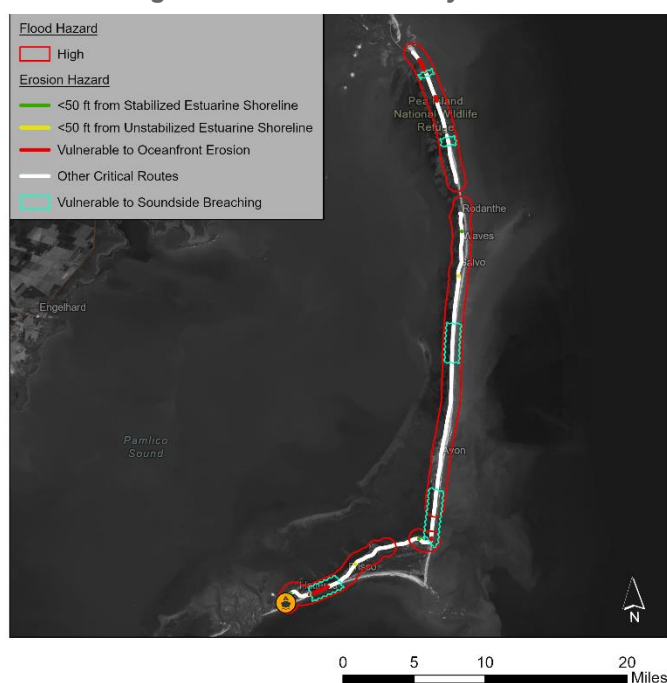 Flood Hazard
High
Erosion Hazard
<50 ft from Stabilized Estuarine Shoreline
<50 ft from Unstabilized Estuarine Shoreline
Vulnerable to Oceanfront Erosion
Other Critical Routes
Vulnerable to Soundside Breaching
Pea Island
National Wildlife
Refuge
Rodanthe
Waves
Salvo
Engelhard
Pamlico
Sound
Avon
N
0 5 10 20
Miles